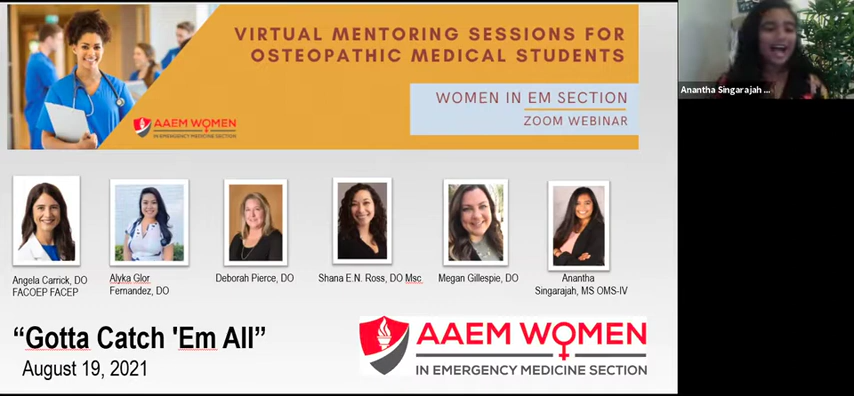 VIRTUAL MENTORING SESSIONS FOR
OSTEOPATHIC MEDICAL STUDENTS
WOMEN IN EM SECTION
ZOOM WEBINAR
AAEM WOMEN
IN EMERGENCY MEDICINE SECTION
Anantha Singarajah ...
Angela Carrick, DO
FACOEP FACEP
Alyka Glor
Fernandez, DO
Deborah Pierce, DO
Shana E.N. Ross, DO Msc
Megan Gillespie, DO
Anantha
Singarajah, MS OMS-IV
“Gotta Catch 'Em All”
August 19, 2021
AAEM WOMEN
IN EMERGENCY MEDICINE SECTION